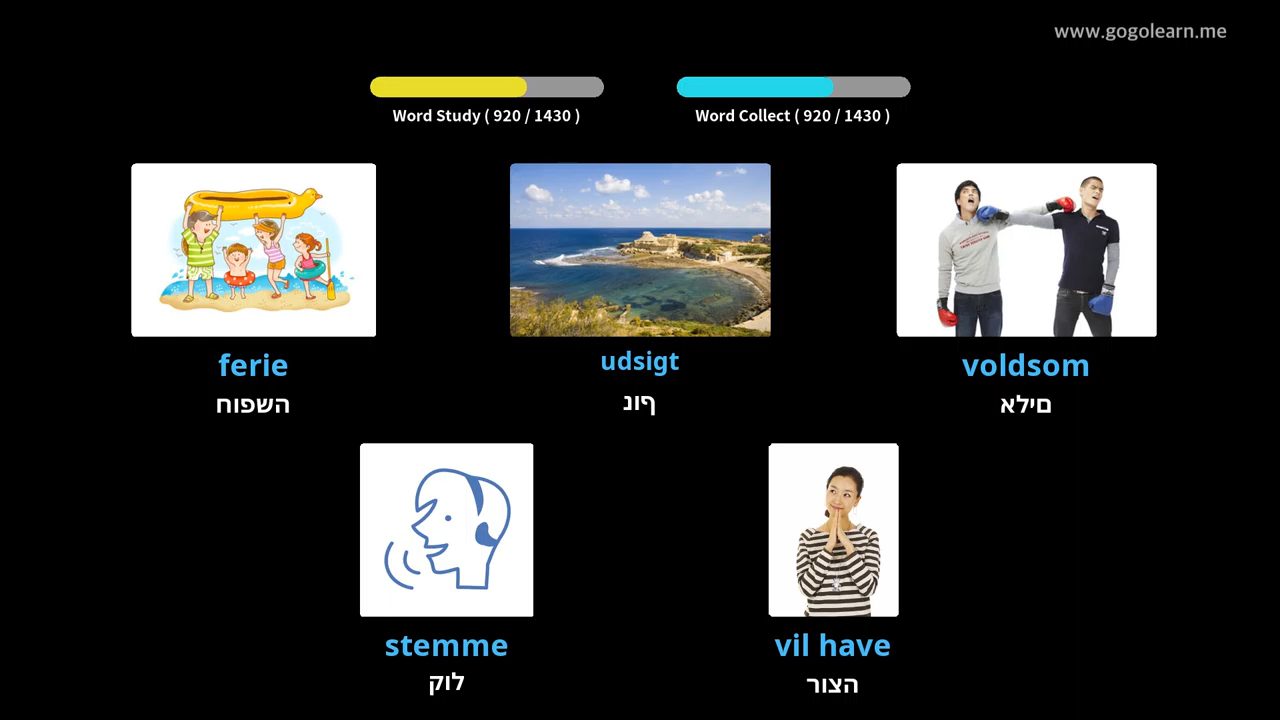 www.gogolearn.me
Word Study ( 920 / 1430 )
Word Collect ( 920 / 1430 )
ferie
השפוח
udsigt
ףונ
voldsom
םילא
stemme
לוק
vil have
הצור